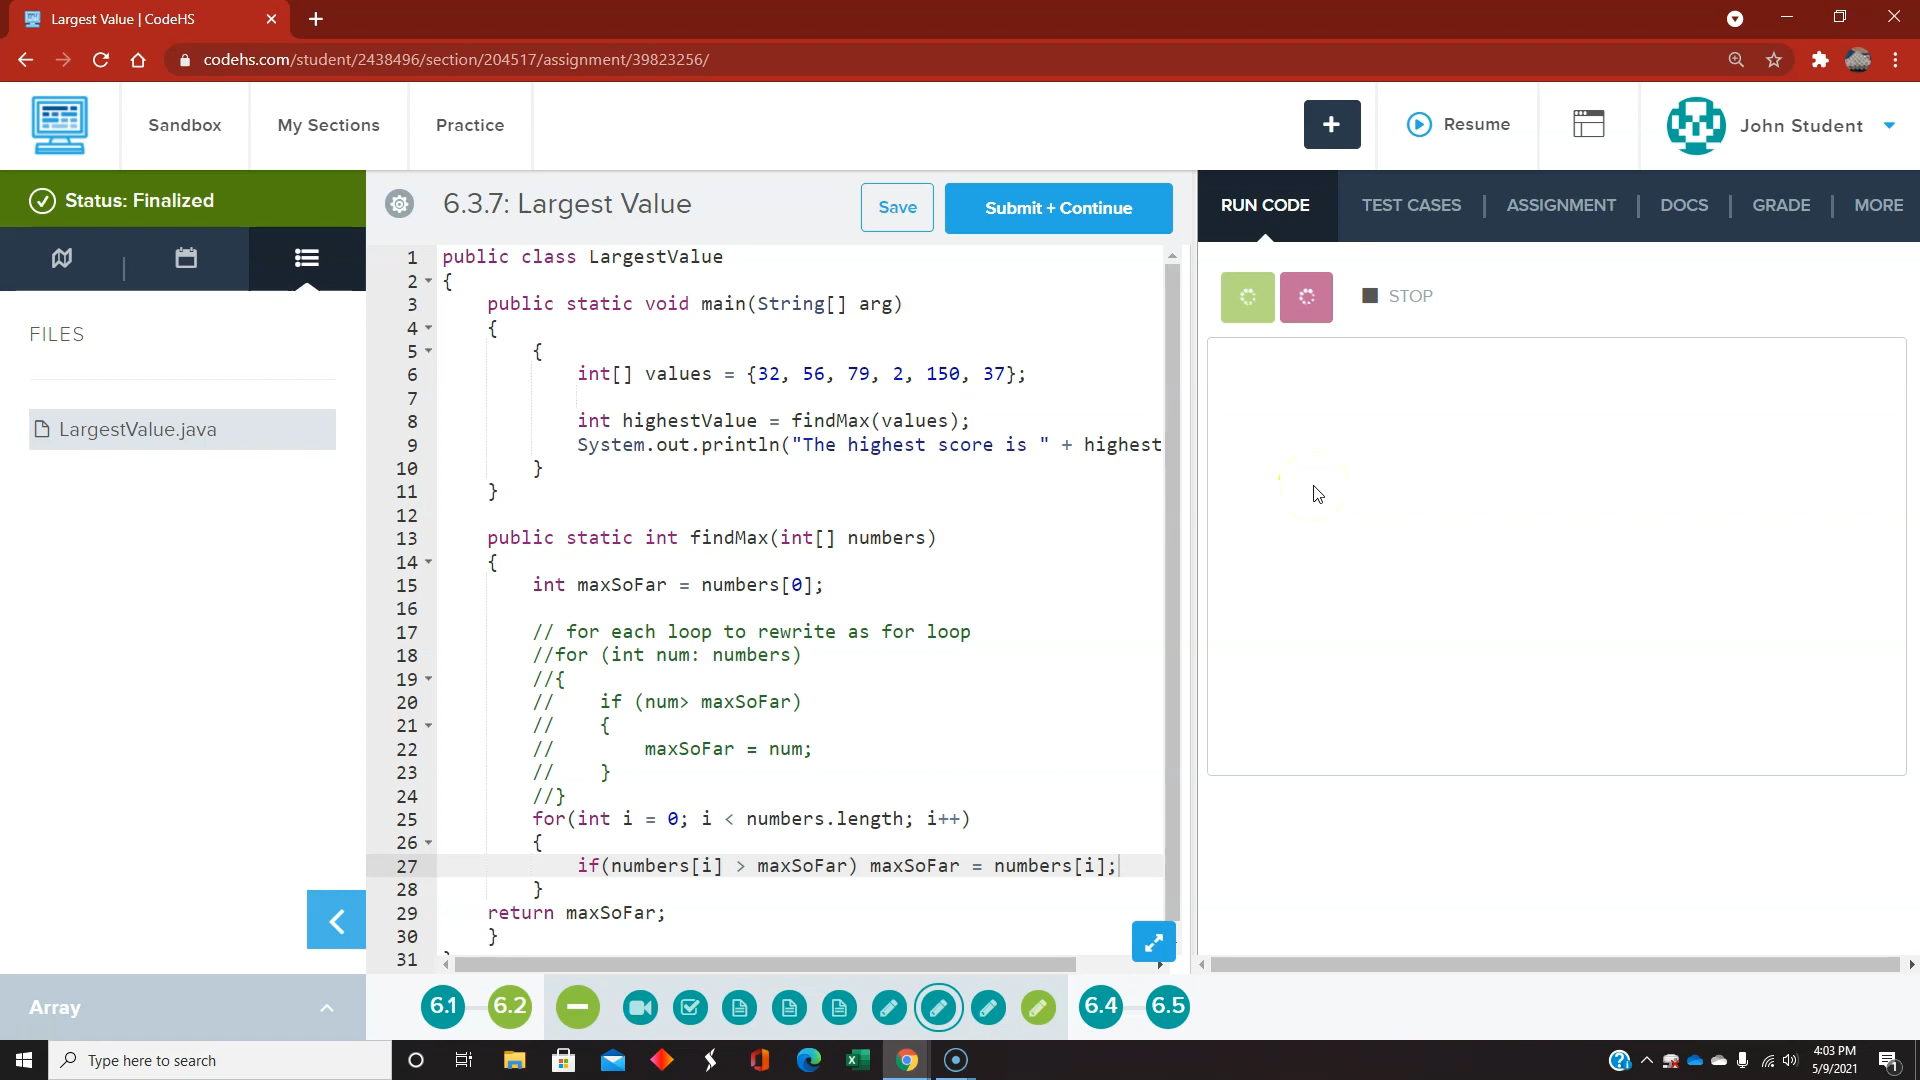 Largest Value | CodeHS
codehs.com/student/2438496/section/204517/assignment/39823256/
Sandbox
My Sections
Practice
+
Resume
John Student
Status: Finalized
6.3.7: Largest Value
Save
Submit + Continue
RUN CODE
TEST CASES
ASSIGNMENT
DOCS
GRADE
MORE
STOP
FILES
LargestValue.java
1 public class LargestValue
2 {
3 public static void main(String[] arg)
4 {
5 {
6 int[] values = {32, 56, 79, 2, 150, 37};
7
8 int highestValue = findMax(values);
9 System.out.println("The highest score is " + highest
10 }
11 }
12
13 public static int findMax(int[] numbers)
14 {
15 int maxSoFar = numbers[0];
16
17 // for each loop to rewrite as for loop
18 //for (int num: numbers)
19 //{
20 // if (num> maxSoFar)
21 // {
22 // maxSoFar = num;
23 // }
24 //}
25 for(int i = 0; i < numbers.length; i++)
26 {
27 if(numbers[i] > maxSoFar) maxSoFar = numbers[i];
28 }
29 return maxSoFar;
30 }
31 }
Array
6.1
6.2
6.4
6.5
Type here to search
4:03 PM
5/9/2021
1